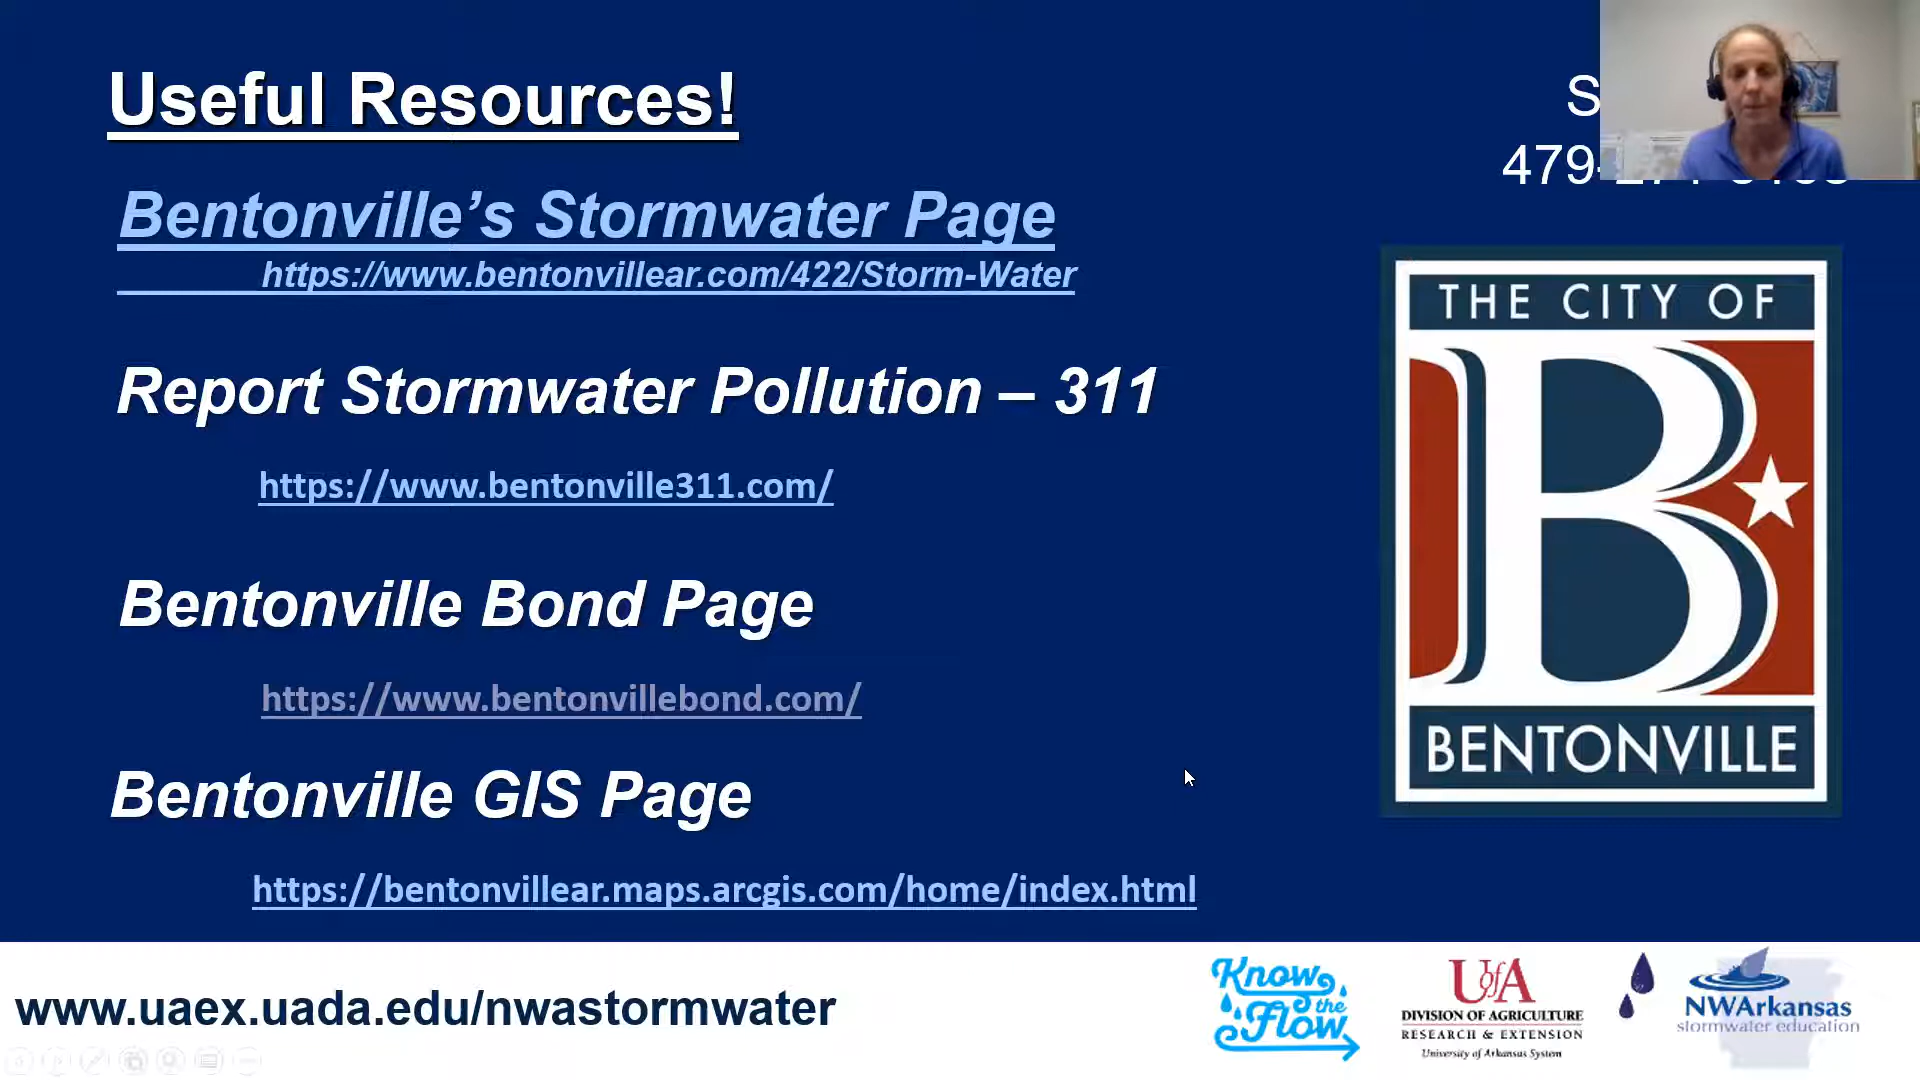 Useful Resources!
Bentonville’s Stormwater Page
https://www.bentonvillear.com/422/Storm-Water
Report Stormwater Pollution – 311
https://www.bentonville311.com/
Bentonville Bond Page
https://www.bentonvillebond.com/
Bentonville GIS Page
https://bentonvillear.maps.arcgis.com/home/index.html
479-
THE CITY OF
B
BENTONVILLE
www.uaex.uada.edu/nwastormwater
Know
the
Flow
UofA
DIVISION OF AGRICULTURE
RESEARCH & EXTENSION
University of Arkansas System
NWArkansas
stormwater education